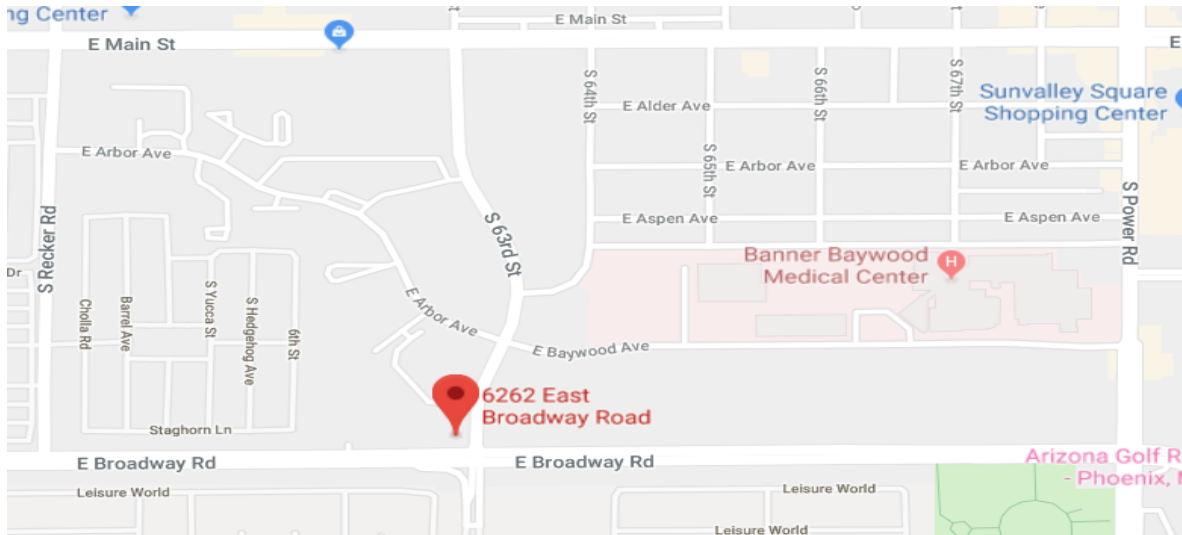 ng Center
E Main St
E Main St
E
S 64th St
S 66th St
S 67th St
E Alder Ave
Sunvalley Square
Shopping Center
E Arbor Ave
S 65th St
E Arbor Ave
E Arbor Ave
S Recker Rd
S 63rd St
E Aspen Ave
E Aspen Ave
S Power Rd
Banner Baywood
Medical Center
H
Dr
Cholla Rd
Barrel Ave
S Yucca St
S Hedgehog Ave
6th St
E Arbor Ave
E Baywood Ave
6262 East
Broadway Road
Staghorn Ln
E Broadway Rd
E Broadway Rd
Arizona Golf R
- Phoenix,
Leisure World
Leisure World
Leisure World